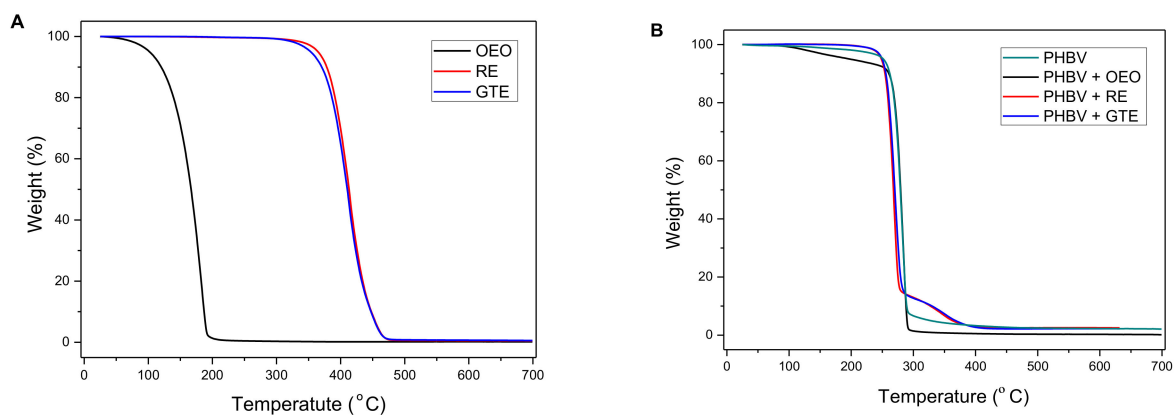 A
100
80
60
40
20
0
Weight (%)
OEO
RE
GTE
0 100 200 300 400 500 600 700
Temperatute (°C)
B
100
80
60
40
20
0
Weight (%)
PHBV
PHBV + OEO
PHBV + RE
PHBV + GTE
0 100 200 300 400 500 600 700
Temperature (°C)